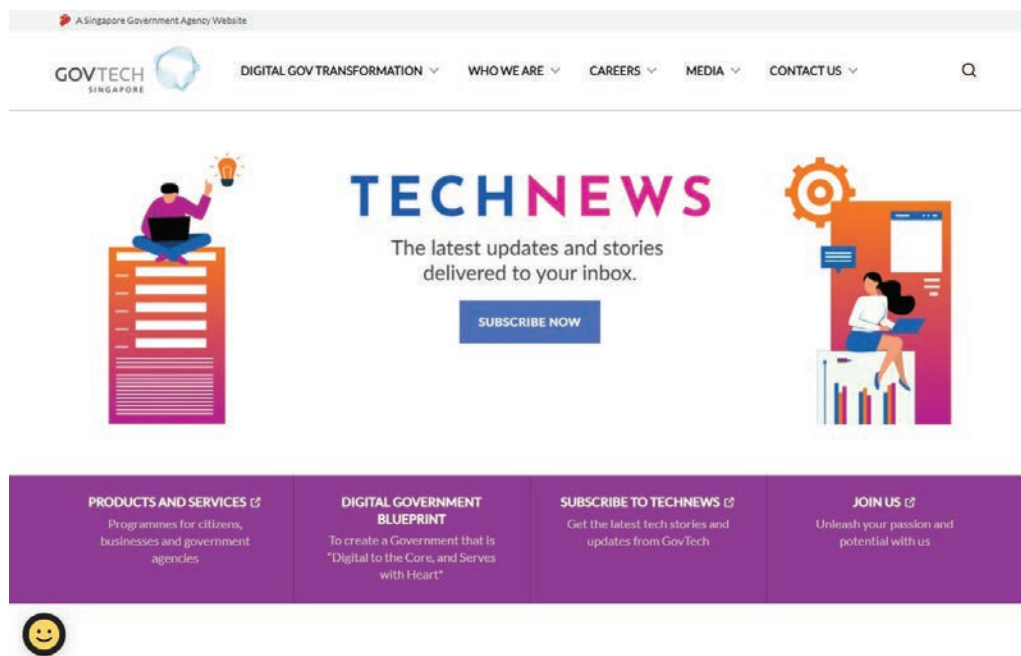 A Singapore Government Agency Website
GOVTECH
SINGAPORE
DIGITAL GOV TRANSFORMATION
WHO WE ARE
CAREERS
MEDIA
CONTACT US
TECHNEWS
The latest updates and stories
delivered to your inbox.
SUBSCRIBE NOW
PRODUCTS AND SERVICES
Programmes for citizens,
businesses and government
agencies
DIGITAL GOVERNMENT
BLUEPRINT
To create a Government that is
"Digital to the Core, and Serves
with Heart"
SUBSCRIBE TO TECHNEWS
Get the latest tech stories and
updates from GovTech
JOIN US
Unleash your passion and
potential with us